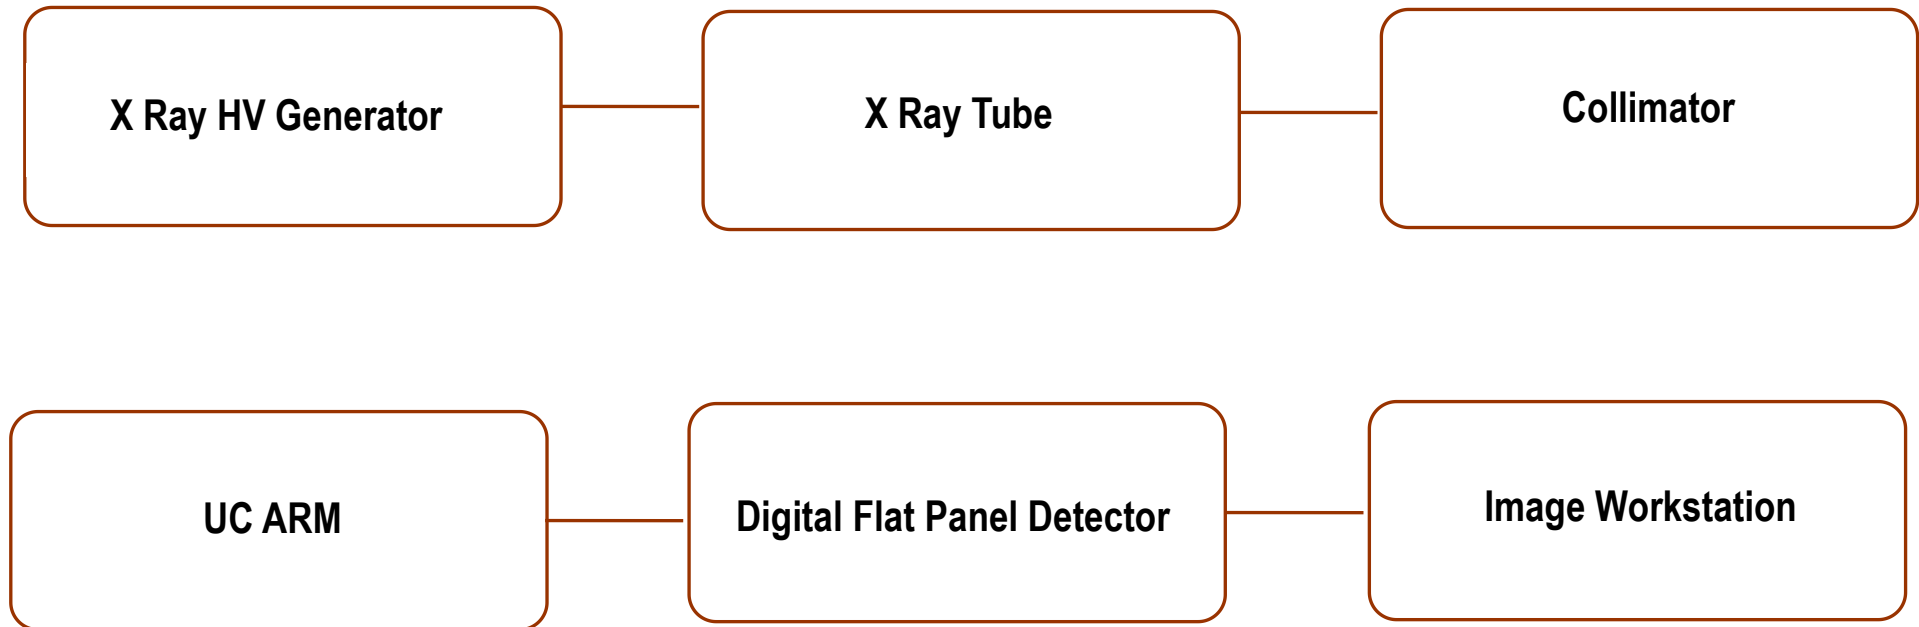 X Ray HV Generator
X Ray Tube
Collimator
UC ARM
Digital Flat Panel Detector
Image Workstation